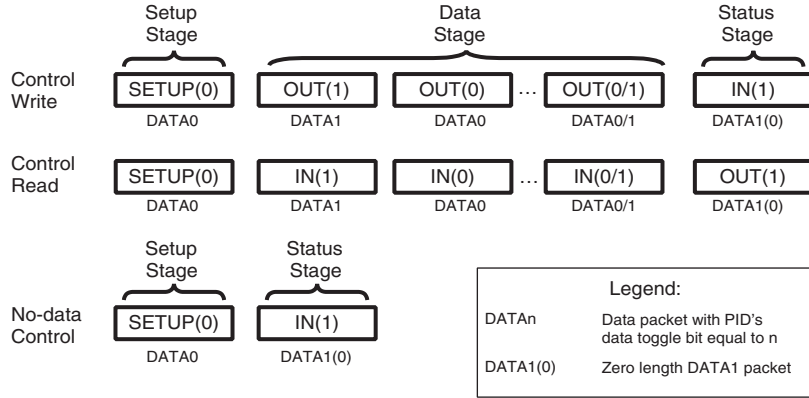 Setup Stage
Data Stage
Status Stage
Control Write
SETUP(0)
OUT(1)
OUT(0)
...
OUT(0/1)
IN(1)
DATA0
DATA1
DATA0
DATA0/1
DATA1(0)
Control Read
SETUP(0)
IN(1)
IN(0)
...
IN(0/1)
OUT(1)
DATA0
DATA1
DATA0
DATA0/1
DATA1(0)
Setup Stage
Status Stage
No-data Control
SETUP(0)
IN(1)
DATA0
DATA1(0)
Legend:
DATAn
Data packet with PID's
data toggle bit equal to n
DATA1(0)
Zero length DATA1 packet